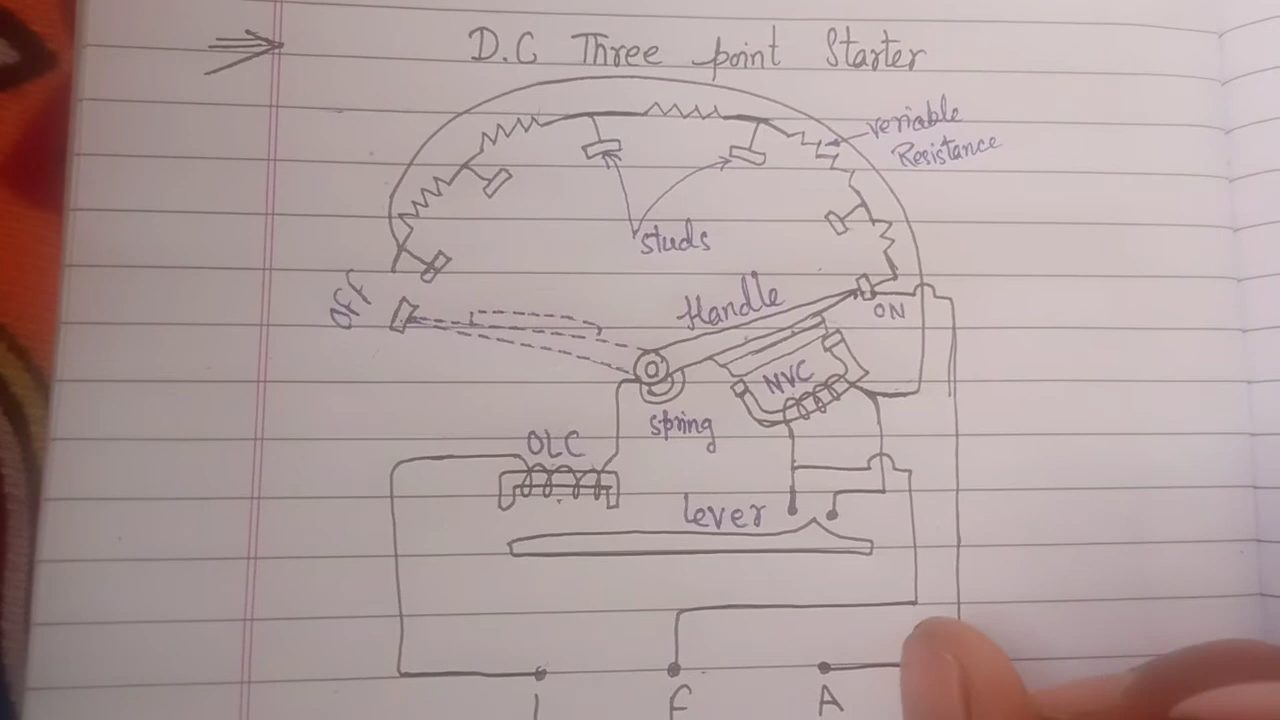 D.C Three point Starter
veriable
Resistance
studs
OFF
Handle
ON
NVC
spring
OLC
lever
L F A